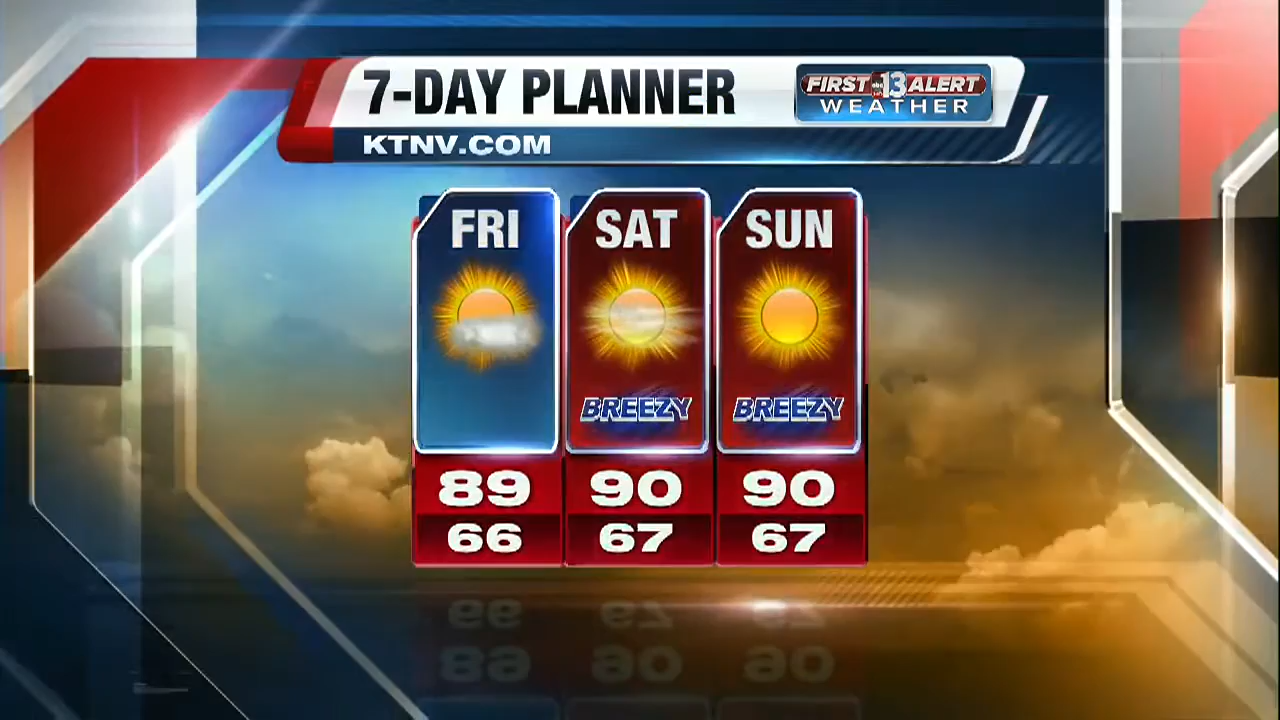 7-DAY PLANNER
FIRST abc 13 ALERT
WEATHER
KTNV.COM
FRI SAT SUN
BREEZY BREEZY
89 90 90
66 67 67